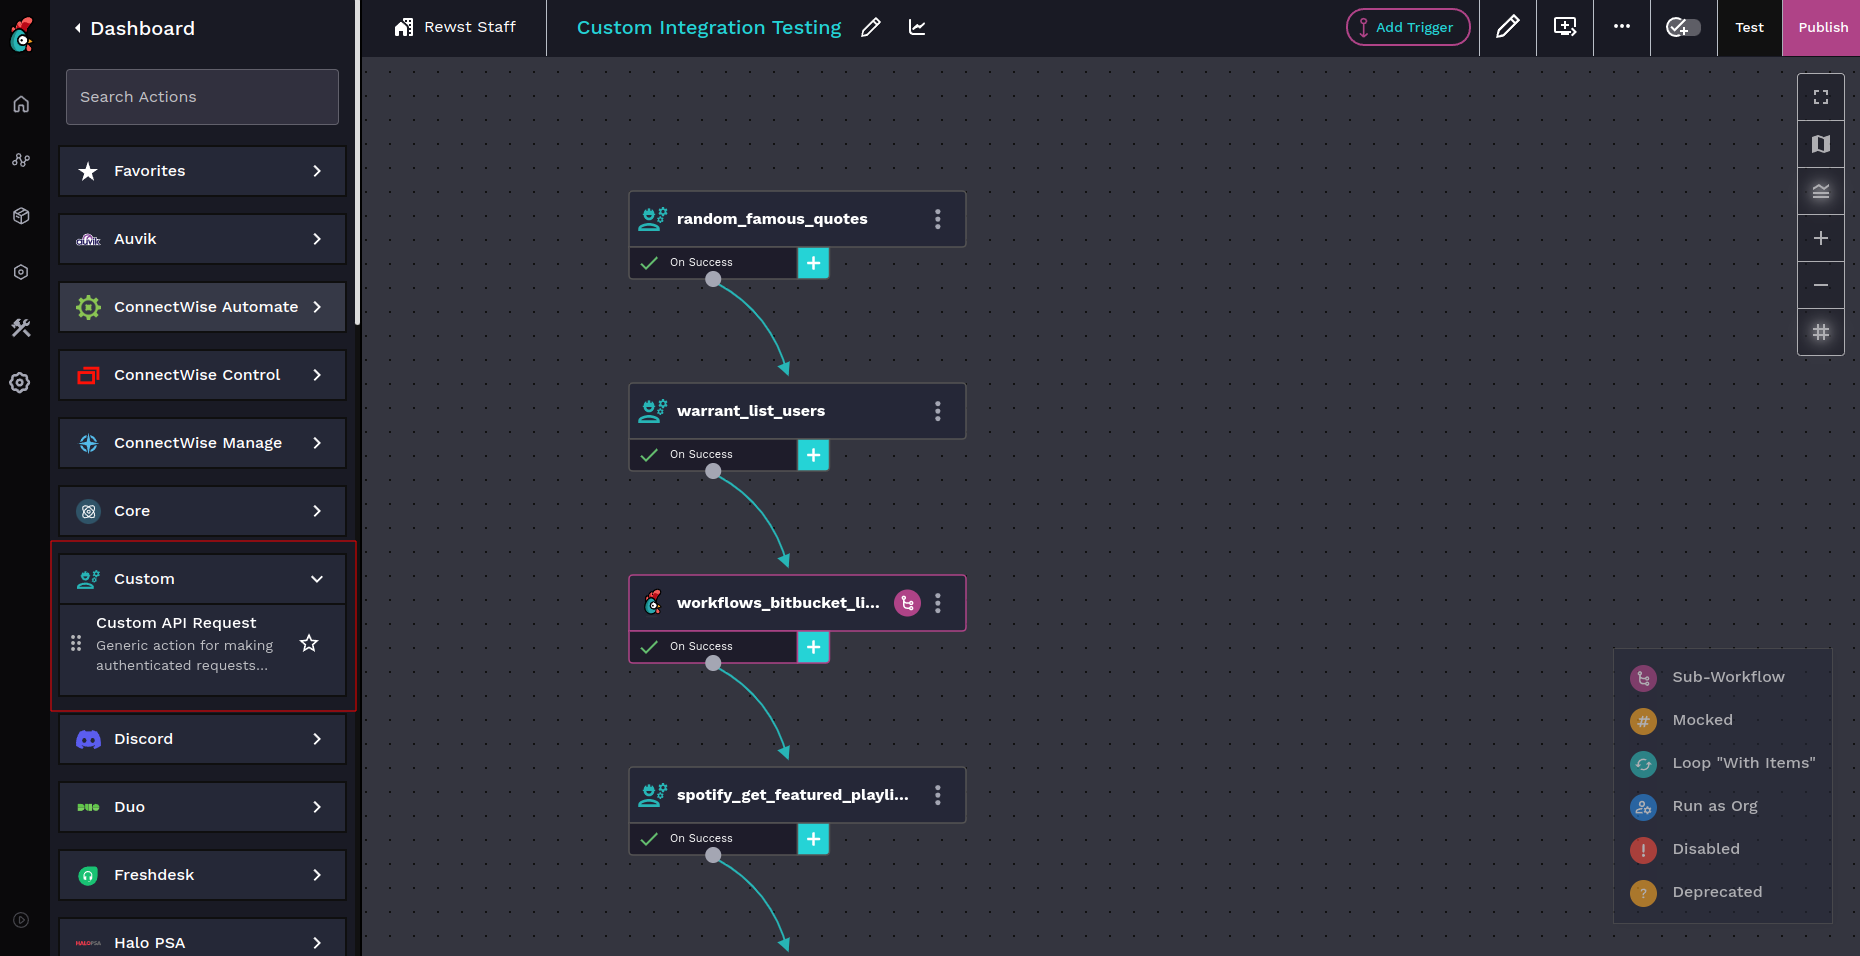 Dashboard
Rewst Staff
Custom Integration Testing
Add Trigger
Test
Publish
Search Actions
Favorites
Auvik
ConnectWise Automate
ConnectWise Control
ConnectWise Manage
Core
Custom
Custom API Request
Generic action for making
authenticated requests...
Discord
DUO
Duo
Freshdesk
HALOPSA
Halo PSA
random_famous_quotes
On Success
warrant_list_users
On Success
workflows_bitbucket_li...
On Success
spotify_get_featured_playli...
On Success
Sub-Workflow
Mocked
Loop "With Items"
Run as Org
Disabled
Deprecated